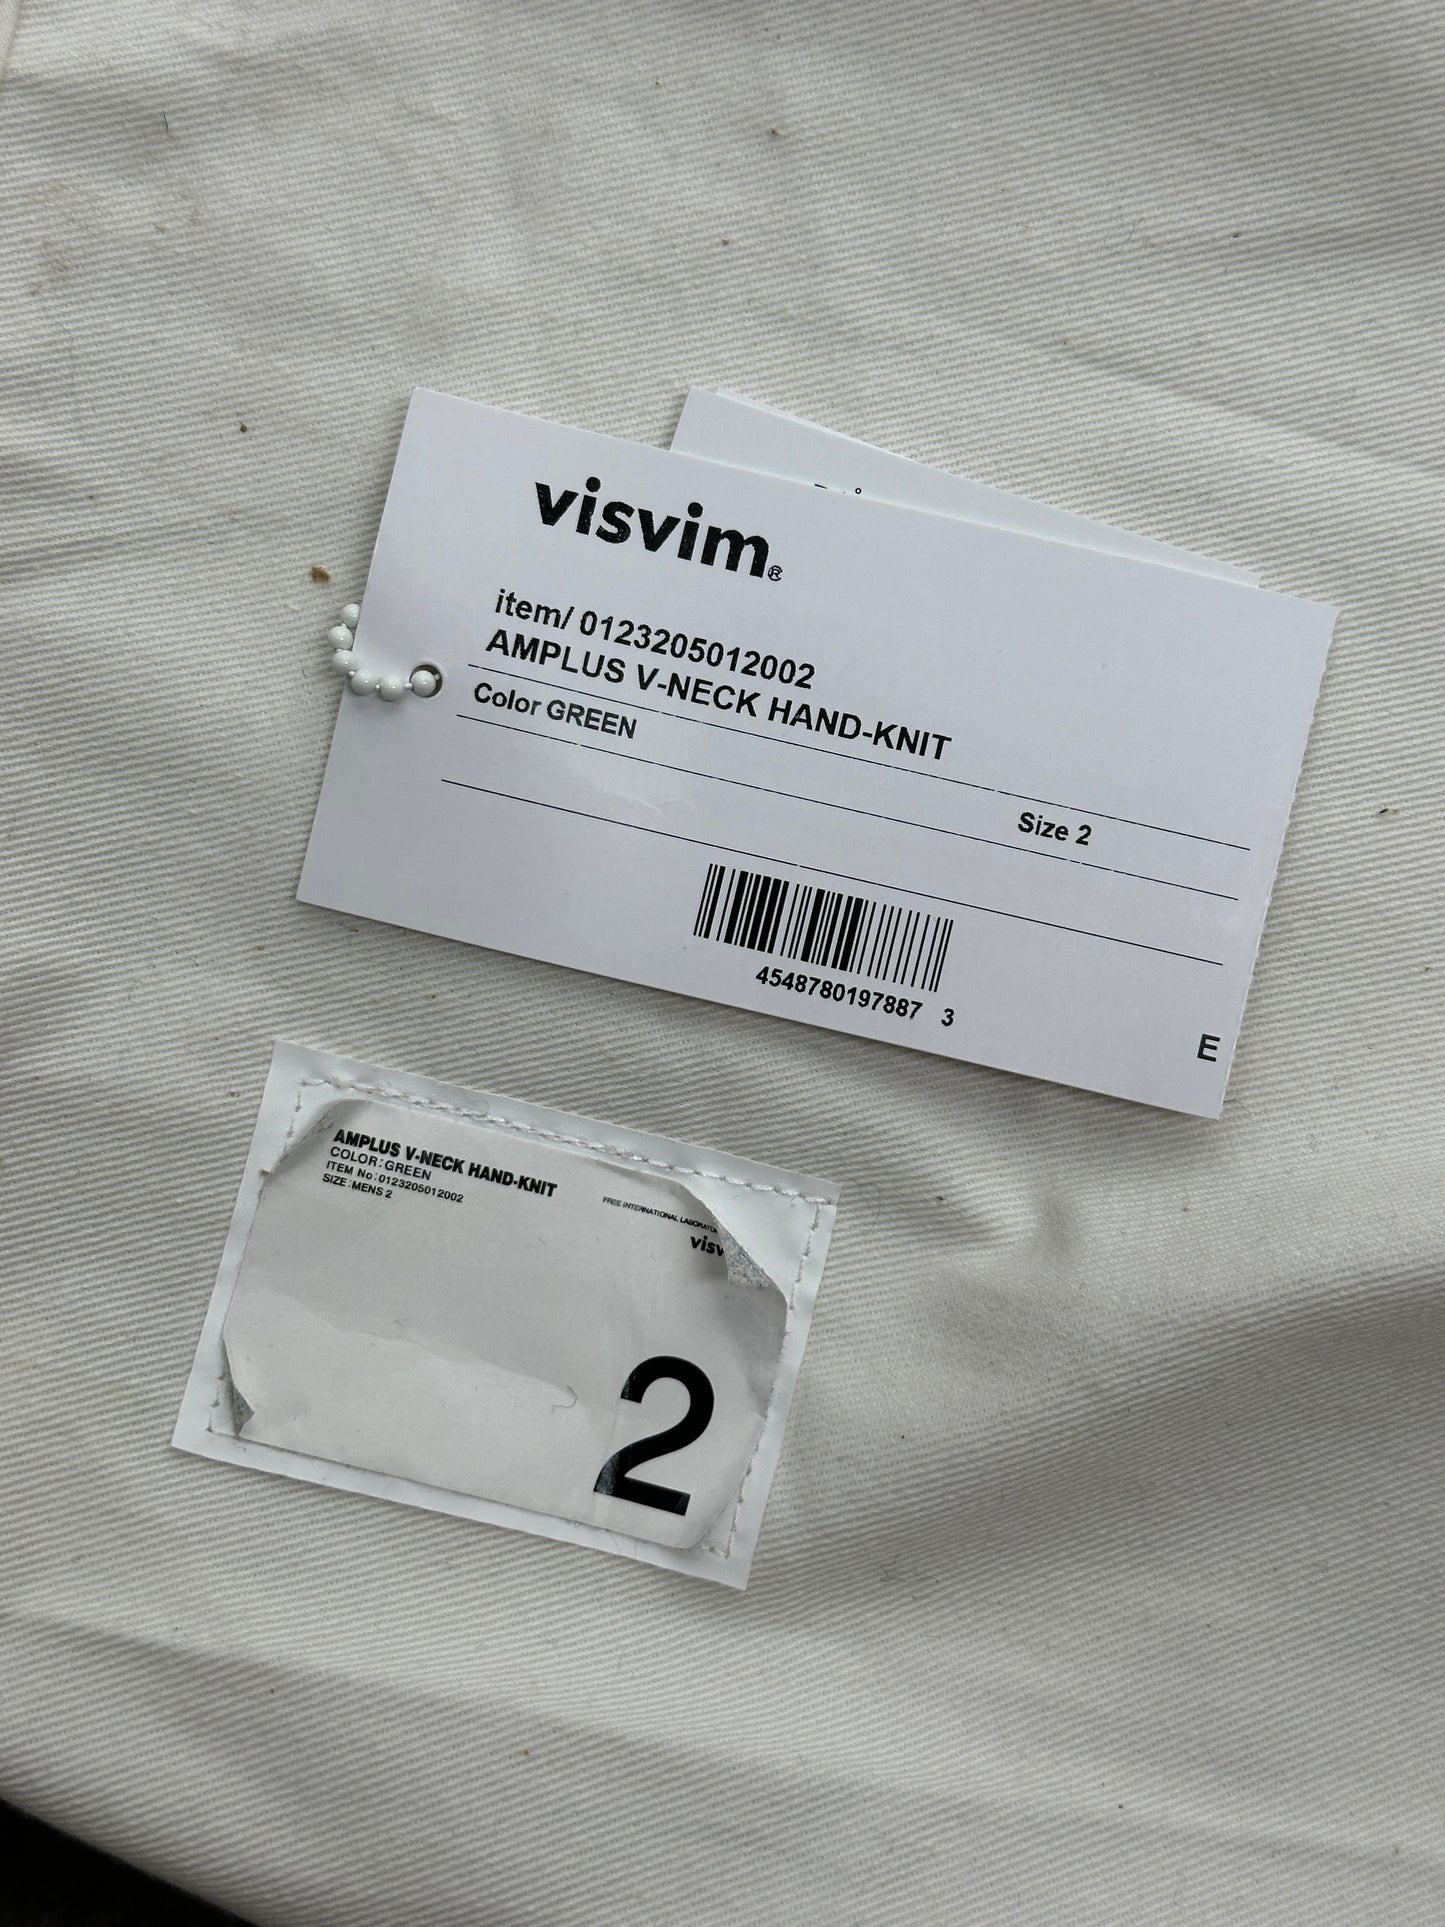 visvim®
item/ 0123205012002
AMPLUS V-NECK HAND-KNIT
Color GREEN
Size 2
4548780197887 3
E
AMPLUS V-NECK HAND-KNIT
COLOR:GREEN
ITEM No:0123205012002
SIZE:MENS 2
FREE INTERNATIONAL
visv
2